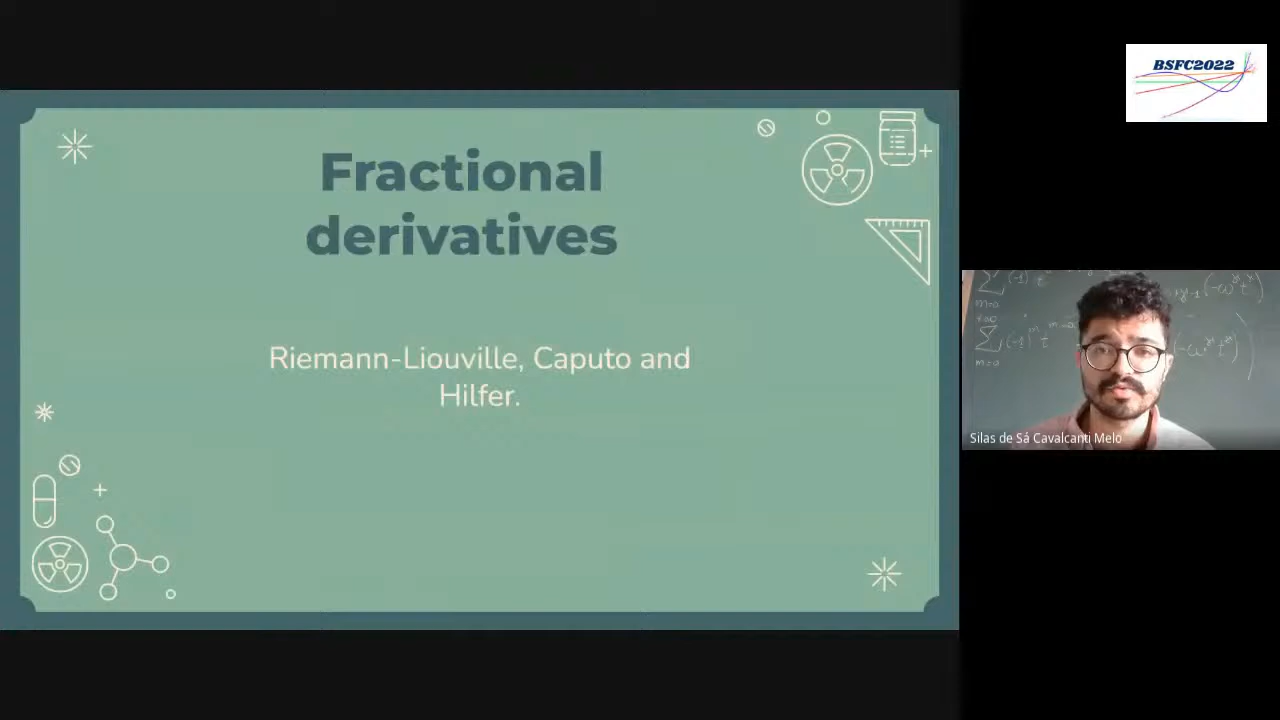 Fractional
derivatives
Riemann-Liouville, Caputo and
Hilfer.
BSFC2022
Silas de Sá Cavalcanti Melo